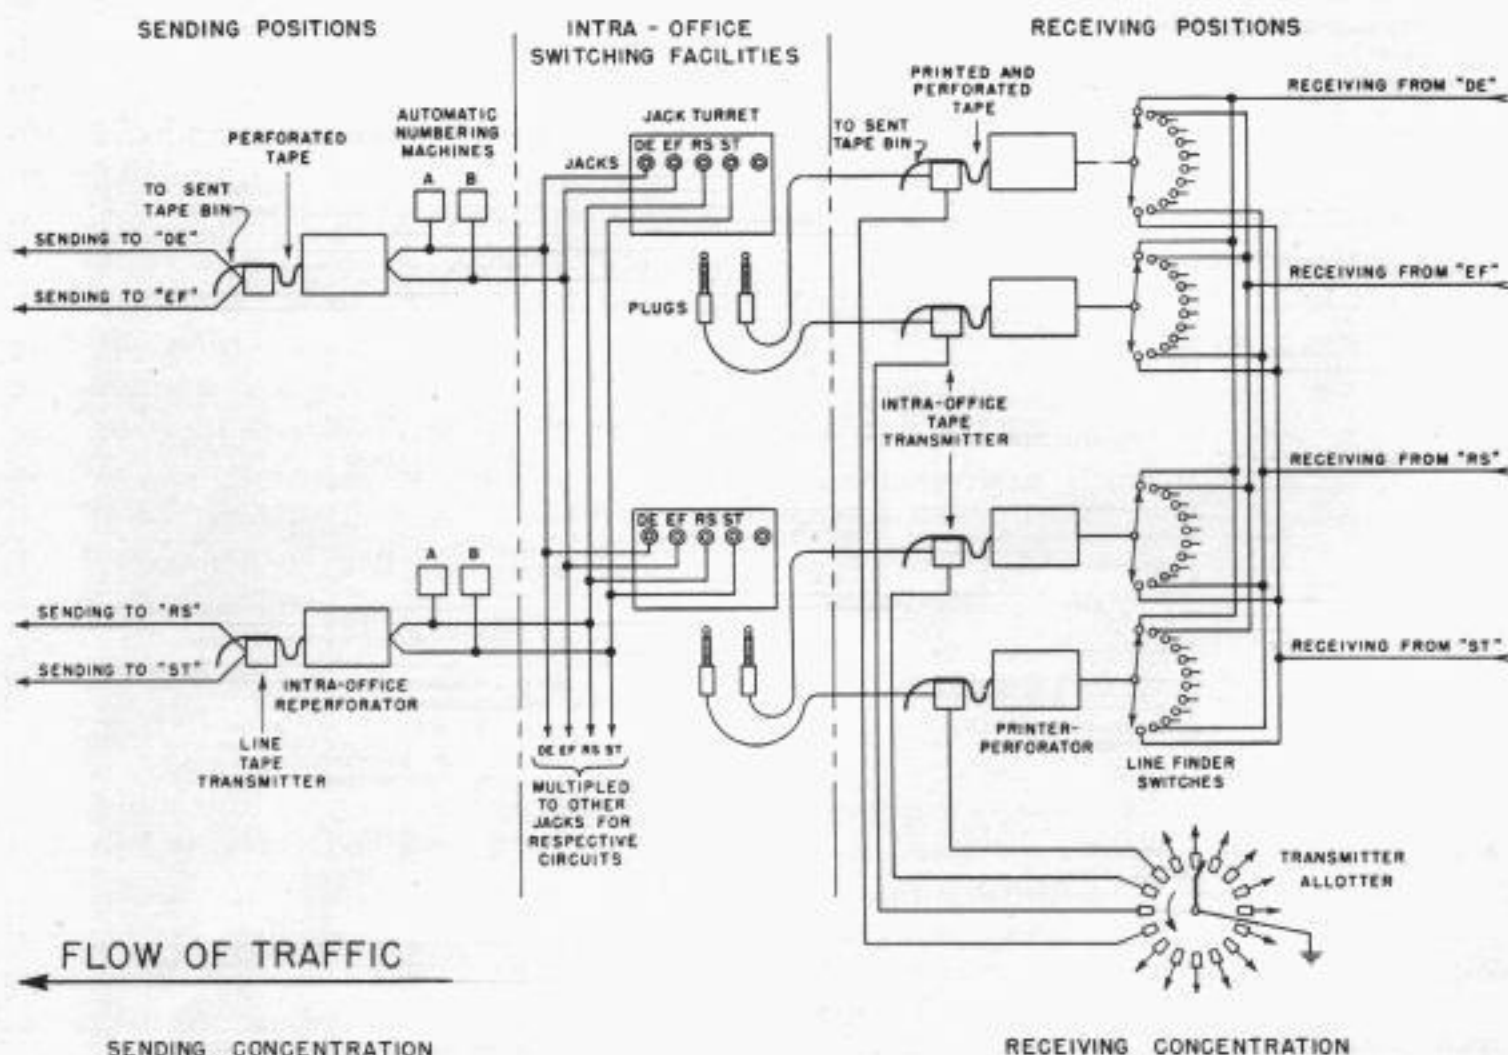 SENDING POSITIONS
INTRA - OFFICE
SWITCHING FACILITIES
RECEIVING POSITIONS
PERFORATED
TAPE
AUTOMATIC
NUMBERING
MACHINES
TO SENT
TAPE BIN
A
B
SENDING TO "DE"
SENDING TO "EF"
JACK TURRET
JACKS
DE EF RS ST
PLUGS
TO SENT
TAPE BIN
PRINTED AND
PERFORATED
TAPE
RECEIVING FROM "DE"
RECEIVING FROM "EF"
INTRA-OFFICE
TAPE
TRANSMITTER
RECEIVING FROM "RS"
DE EF RS ST
A
B
SENDING TO "RS"
SENDING TO "ST"
INTRA-OFFICE
REPERFORATOR
LINE
TAPE
TRANSMITTER
RECEIVING FROM "ST"
PRINTER-
PERFORATOR
LINE FINDER
SWITCHES
DE EF RS ST
MULTIPLED
TO OTHER
JACKS FOR
RESPECTIVE
CIRCUITS
TRANSMITTER
ALLOTTER
FLOW OF TRAFFIC
SENDING CONCENTRATION
RECEIVING CONCENTRATION